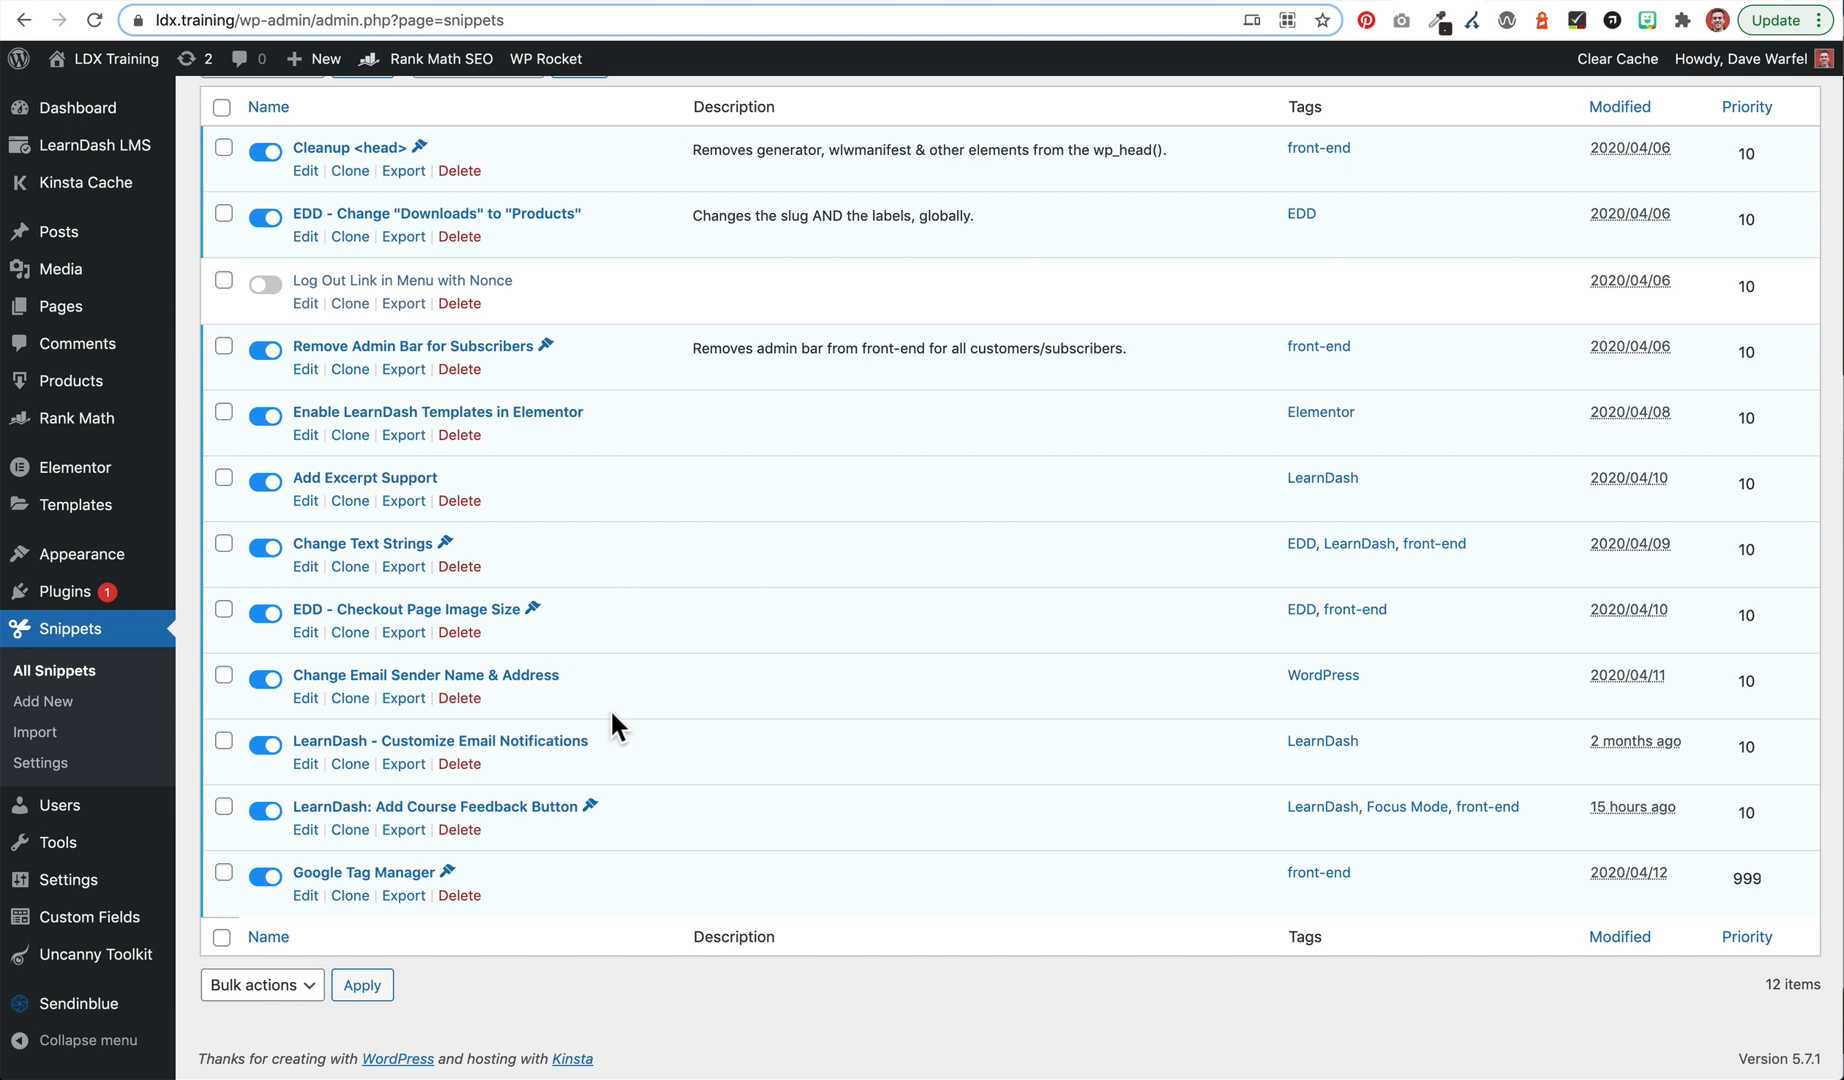 ldx.training/wp-admin/admin.php?page=snippets
Update
LDX Training
2
0
New
Rank Math SEO
WP Rocket
Clear Cache
Howdy, Dave Warfel
Dashboard
LearnDash LMS
Kinsta Cache
Posts
Media
Pages
Comments
Products
Rank Math
Elementor
Templates
Appearance
Plugins 1
Snippets
All Snippets
Add New
Import
Settings
Users
Tools
Settings
Custom Fields
Uncanny Toolkit
Sendinblue
Collapse menu
Name Description Tags Modified Priority
Cleanup <head> Removes generator, wlwmanifest & other elements from the wp_head(). front-end 2020/04/06 10
Edit | Clone | Export | Delete
EDD - Change "Downloads" to "Products" Changes the slug AND the labels, globally. EDD 2020/04/06 10
Edit | Clone | Export | Delete
Log Out Link in Menu with Nonce 2020/04/06 10
Edit | Clone | Export | Delete
Remove Admin Bar for Subscribers Removes admin bar from front-end for all customers/subscribers. front-end 2020/04/06 10
Edit | Clone | Export | Delete
Enable LearnDash Templates in Elementor Elementor 2020/04/08 10
Edit | Clone | Export | Delete
Add Excerpt Support LearnDash 2020/04/10 10
Edit | Clone | Export | Delete
Change Text Strings EDD, LearnDash, front-end 2020/04/09 10
Edit | Clone | Export | Delete
EDD - Checkout Page Image Size EDD, front-end 2020/04/10 10
Edit | Clone | Export | Delete
Change Email Sender Name & Address WordPress 2020/04/11 10
Edit | Clone | Export | Delete
LearnDash - Customize Email Notifications LearnDash 2 months ago 10
Edit | Clone | Export | Delete
LearnDash: Add Course Feedback Button LearnDash, Focus Mode, front-end 15 hours ago 10
Edit | Clone | Export | Delete
Google Tag Manager front-end 2020/04/12 999
Edit | Clone | Export | Delete
Name Description Tags Modified Priority
Bulk actions Apply 12 items
Thanks for creating with WordPress and hosting with Kinsta Version 5.7.1